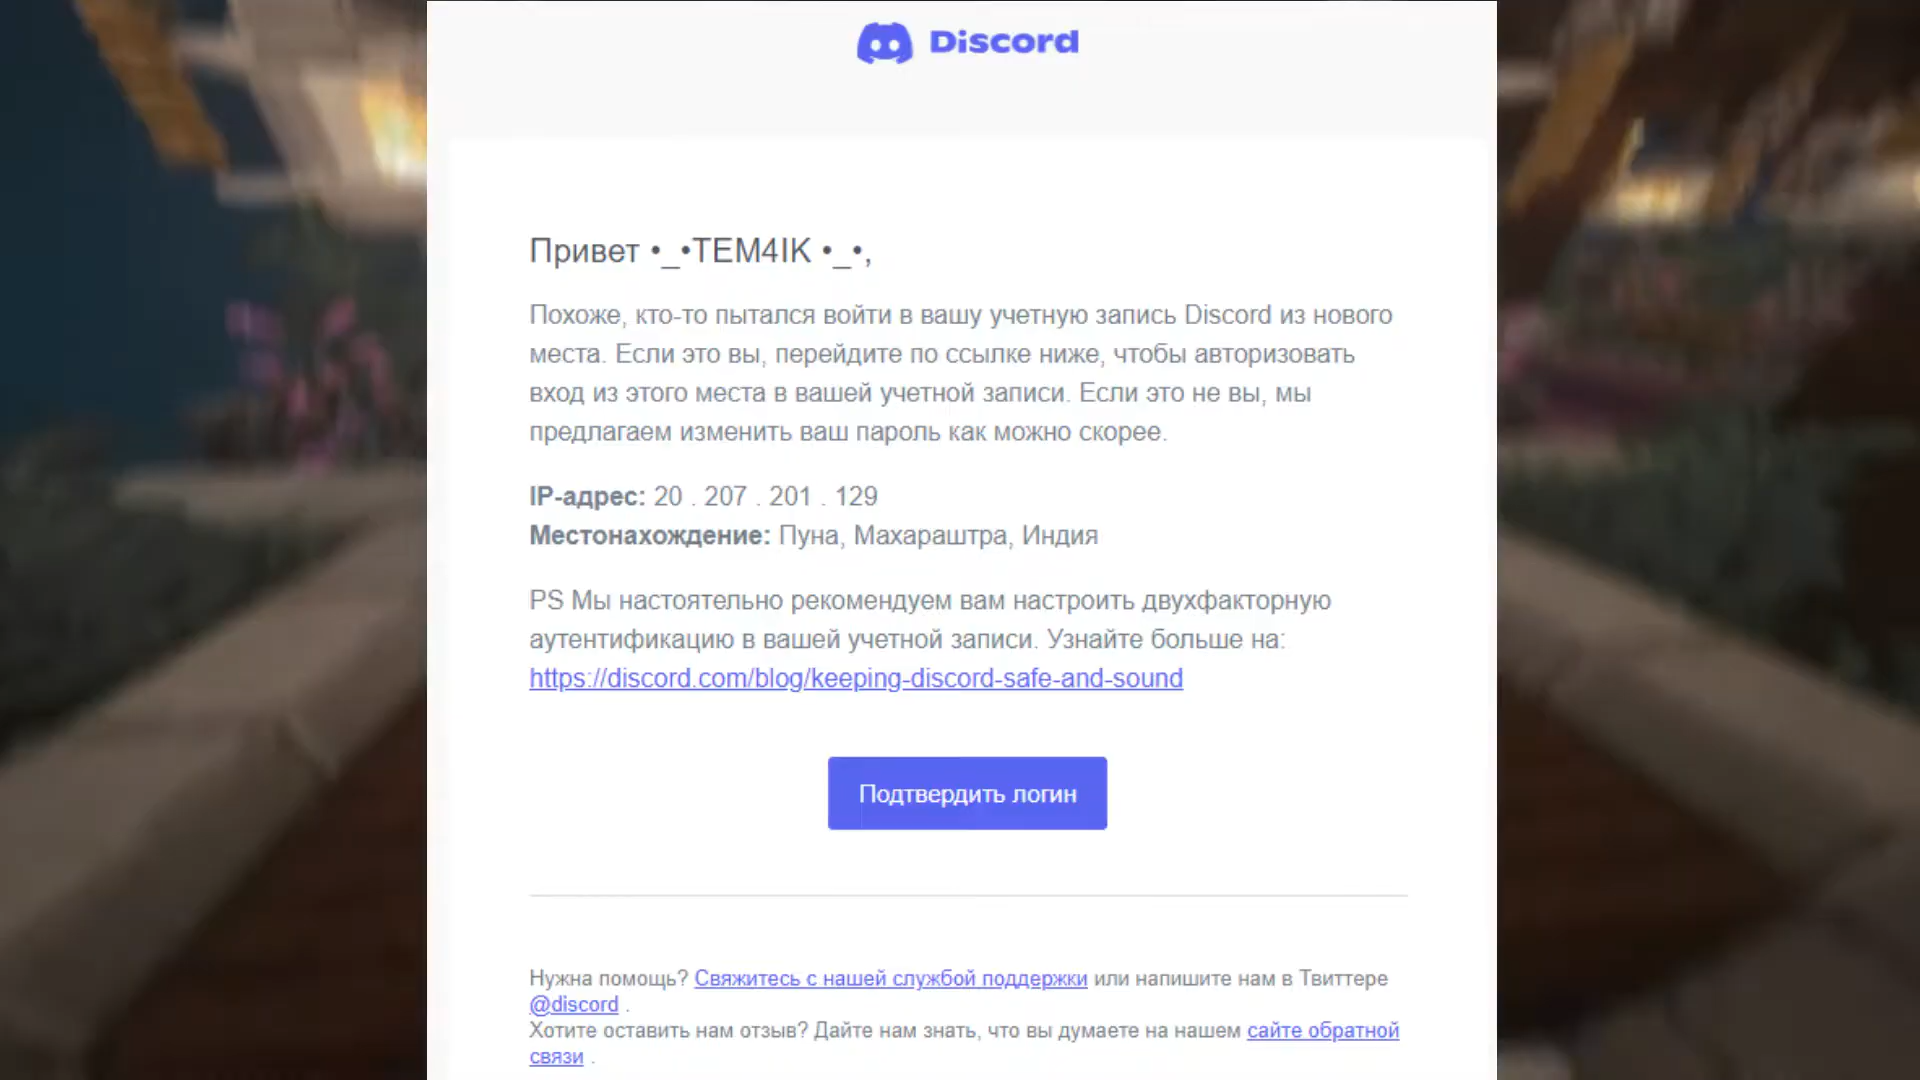 Discord
Привет •_•TEM4IK •_•,
Похоже, кто-то пытался войти в вашу учетную запись Discord из нового
места. Если это вы, перейдите по ссылке ниже, чтобы авторизовать
вход из этого места в вашей учетной записи. Если это не вы, мы
предлагаем изменить ваш пароль как можно скорее.
IP-адрес: 20 . 207 . 201 . 129
Местонахождение: Пуна, Махараштра, Индия
PS Мы настоятельно рекомендуем вам настроить двухфакторную
аутентификацию в вашей учетной записи. Узнайте больше на:
https://discord.com/blog/keeping-discord-safe-and-sound
Подтвердить логин
Нужна помощь? Свяжитесь с нашей службой поддержки или напишите нам в Твиттере
@discord .
Хотите оставить нам отзыв? Дайте нам знать, что вы думаете на нашем сайте обратной
связи .